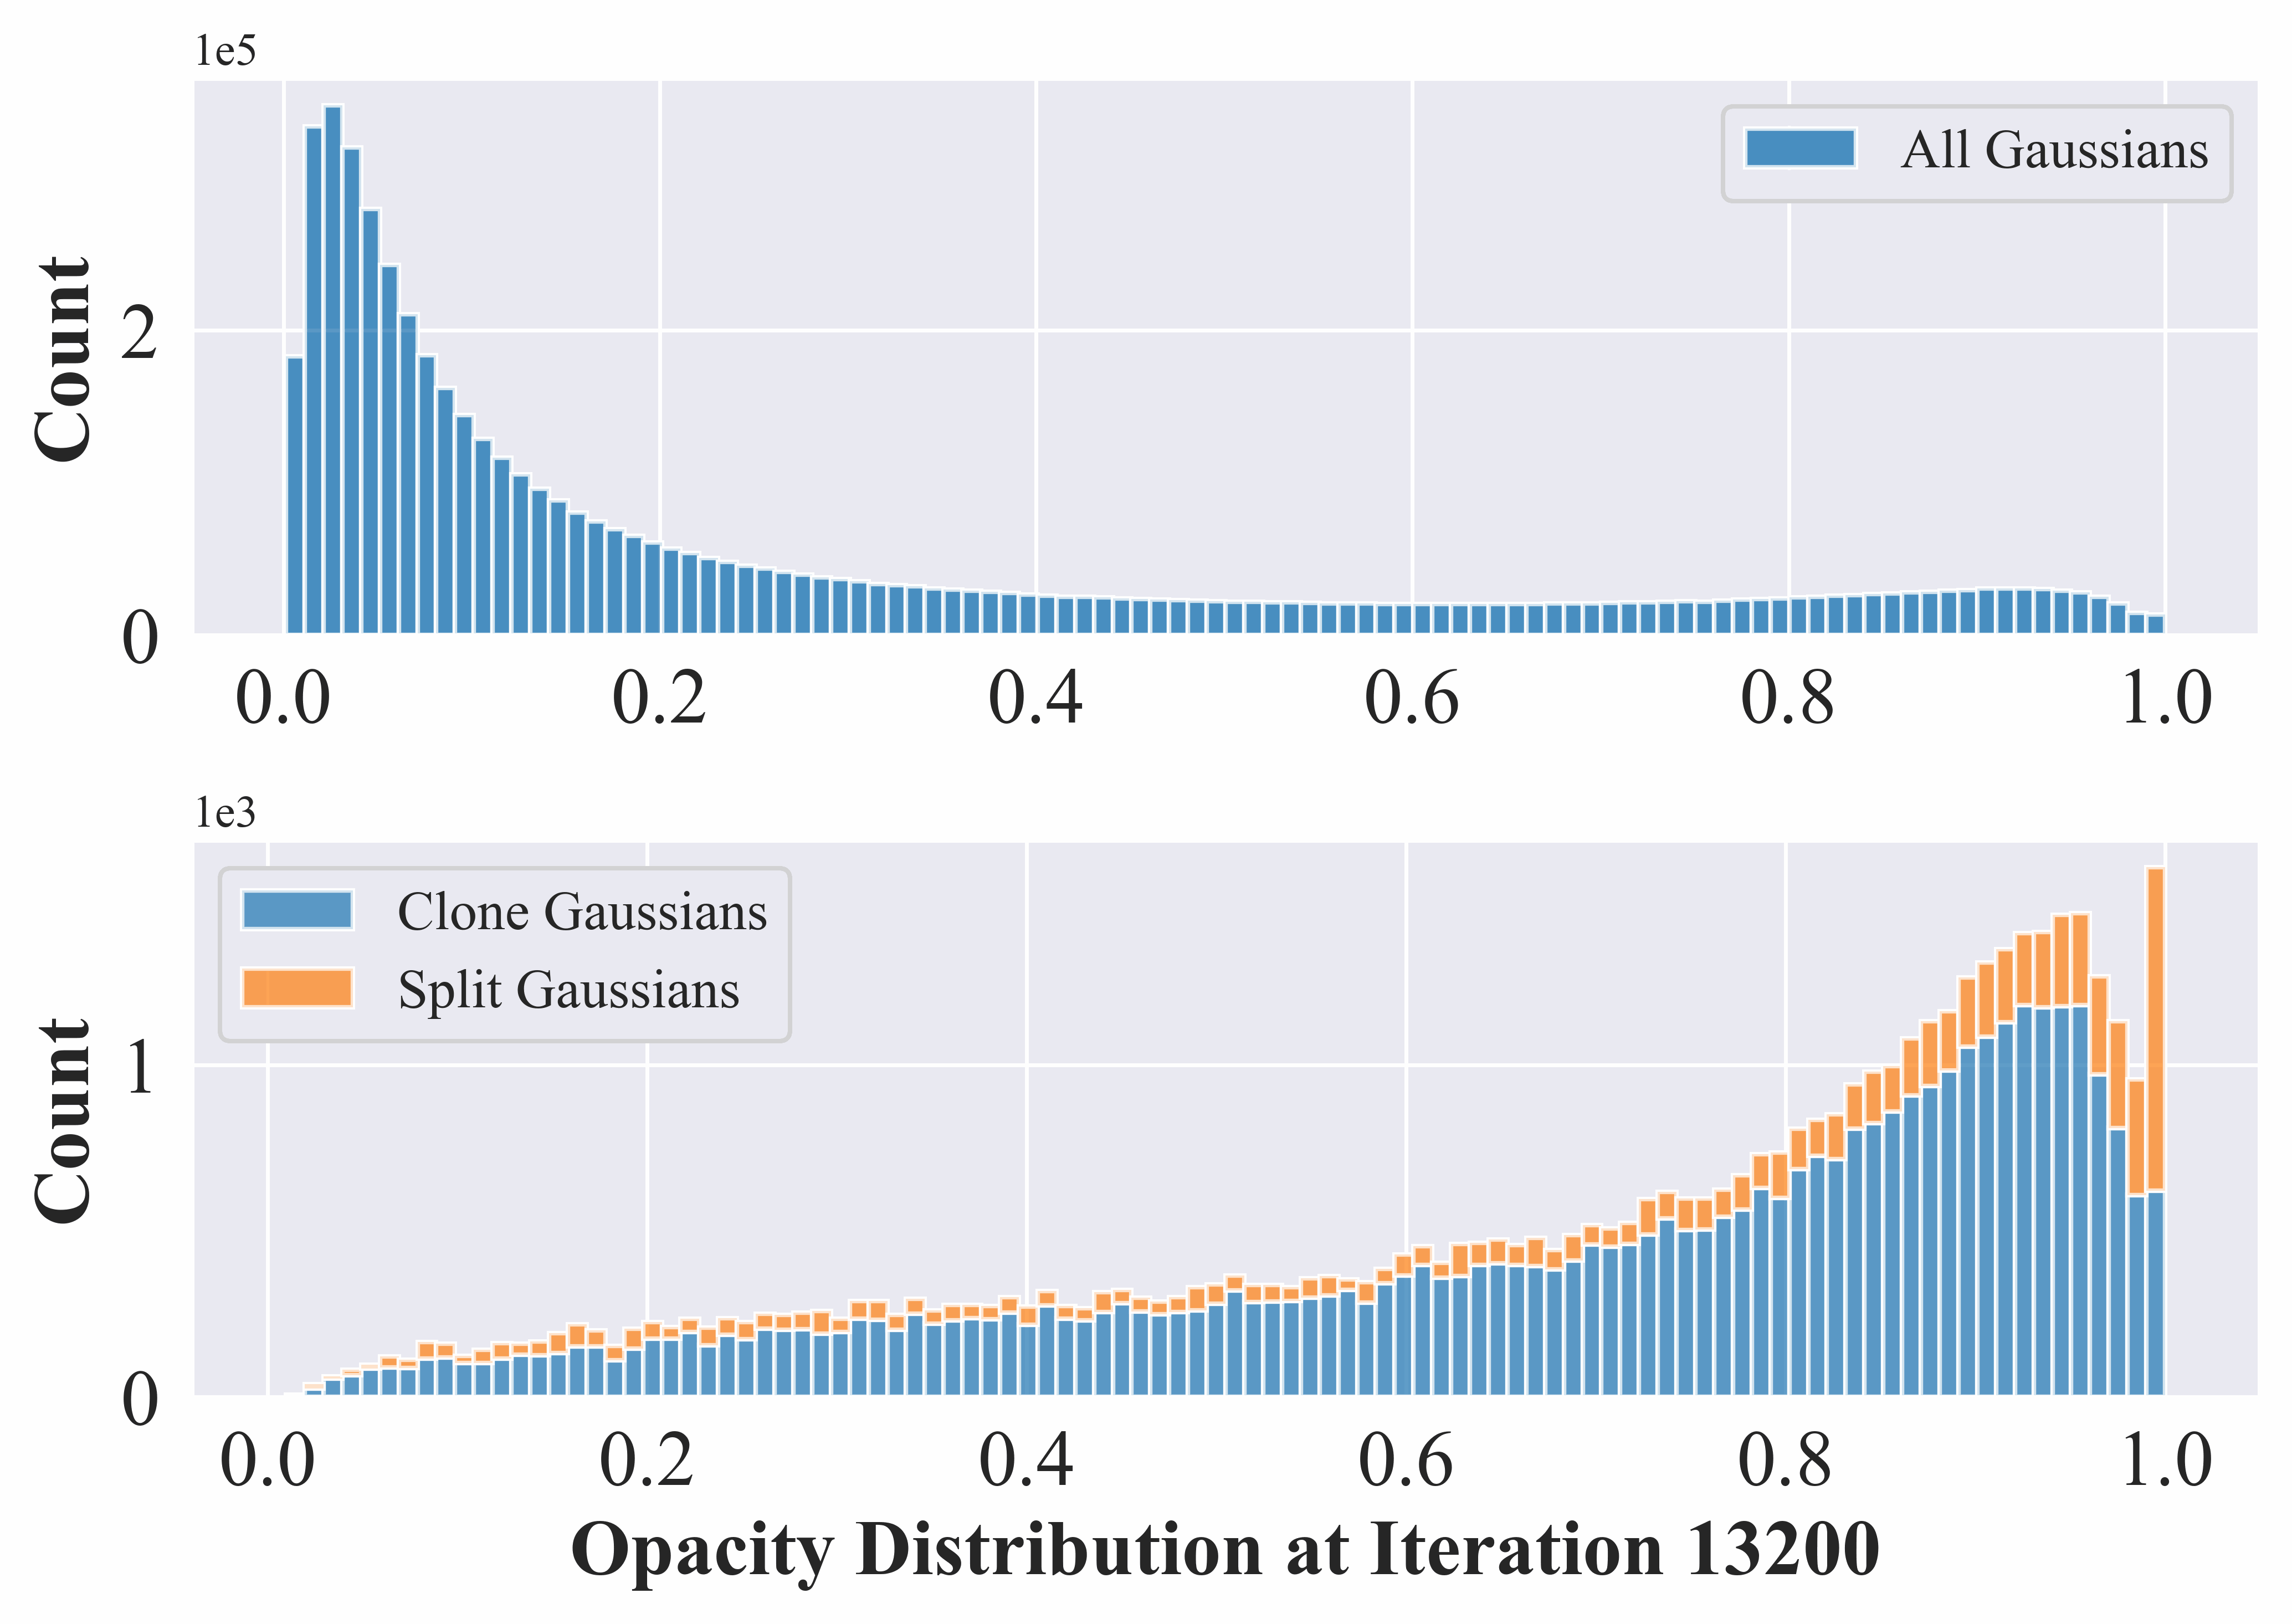 1e5
All Gaussians
Count
2
0
0.0 0.2 0.4 0.6 0.8 1.0
1e3
Clone Gaussians
Split Gaussians
Count
1
0
0.0 0.2 0.4 0.6 0.8 1.0
Opacity Distribution at Iteration 13200